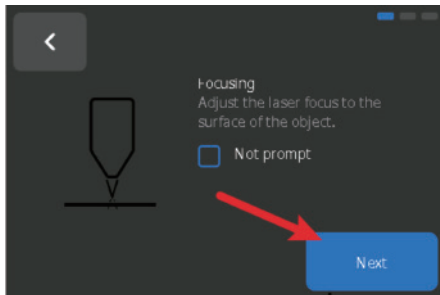 Focusing
Adjust the laser focus to the
surface of the object.
Not prompt
Next